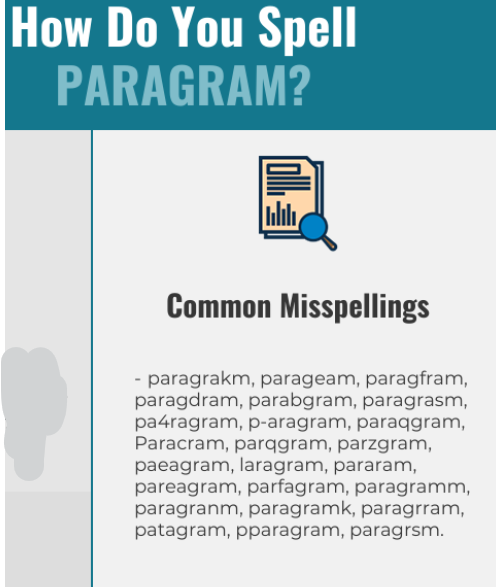 How Do You Spell
PARAGRAM?
Common Misspellings
- paragrakm, parageam, paragfram,
paragdram, parabgram, paragrasm,
pa4ragram, p-aragram, paraqgram,
Paracram, parqgram, parzgram,
paeagram, laragram, pararam,
pareagram, parfagram, paragramm,
paragranm, paragramk, paragrram,
patagram, pparagram, paragrsm.